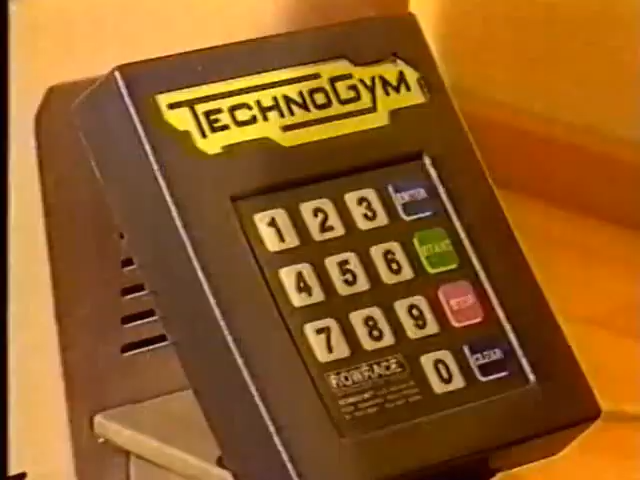 TECHNOGYM
1 2 3 ENTER
4 5 6 START
7 8 9 STOP
ROWRACE 0 CLEAR